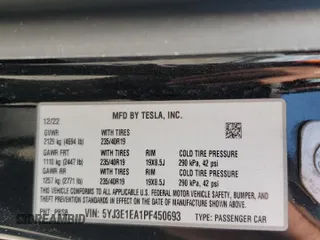 MFD BY TESLA, INC.
12/22
GVWR WITH TIRES
2129 kg (4694 lb) 235/40R19
GAWR FRT WITH TIRES RIM COLD TIRE PRESSURE
1110 kg (2447 lb) 235/40R19 19X8.5J 290 kPa, 42 psi
GAWR RR WITH TIRES RIM COLD TIRE PRESSURE
1257 kg (2771 lb) 235/40R19 19X8.5J 290 kPa, 42 psi
THIS VEHICLE CONFORMS TO ALL APPLICABLE U.S. FEDERAL MOTOR VEHICLE SAFETY, BUMPER, AND
THEFT PREVENTION STANDARDS IN EFFECT ON THE DATE OF MANUFACTURE SHOWN ABOVE.
VIN: 5YJ3E1EA1PF450693 TYPE: PASSENGER CAR
STREAMBID